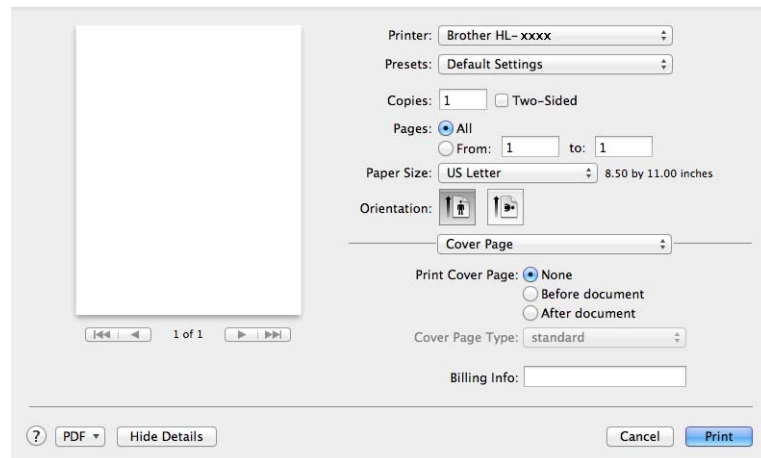 Printer: Brother HL-xxxx
Presets: Default Settings
Copies: 1 Two-Sided
Pages: All
From: 1 to: 1
Paper Size: US Letter 8.50 by 11.00 inches
Orientation:
Cover Page
Print Cover Page: None
Before document
After document
1 of 1
Cover Page Type: standard
Billing Info:
? PDF Hide Details Cancel Print